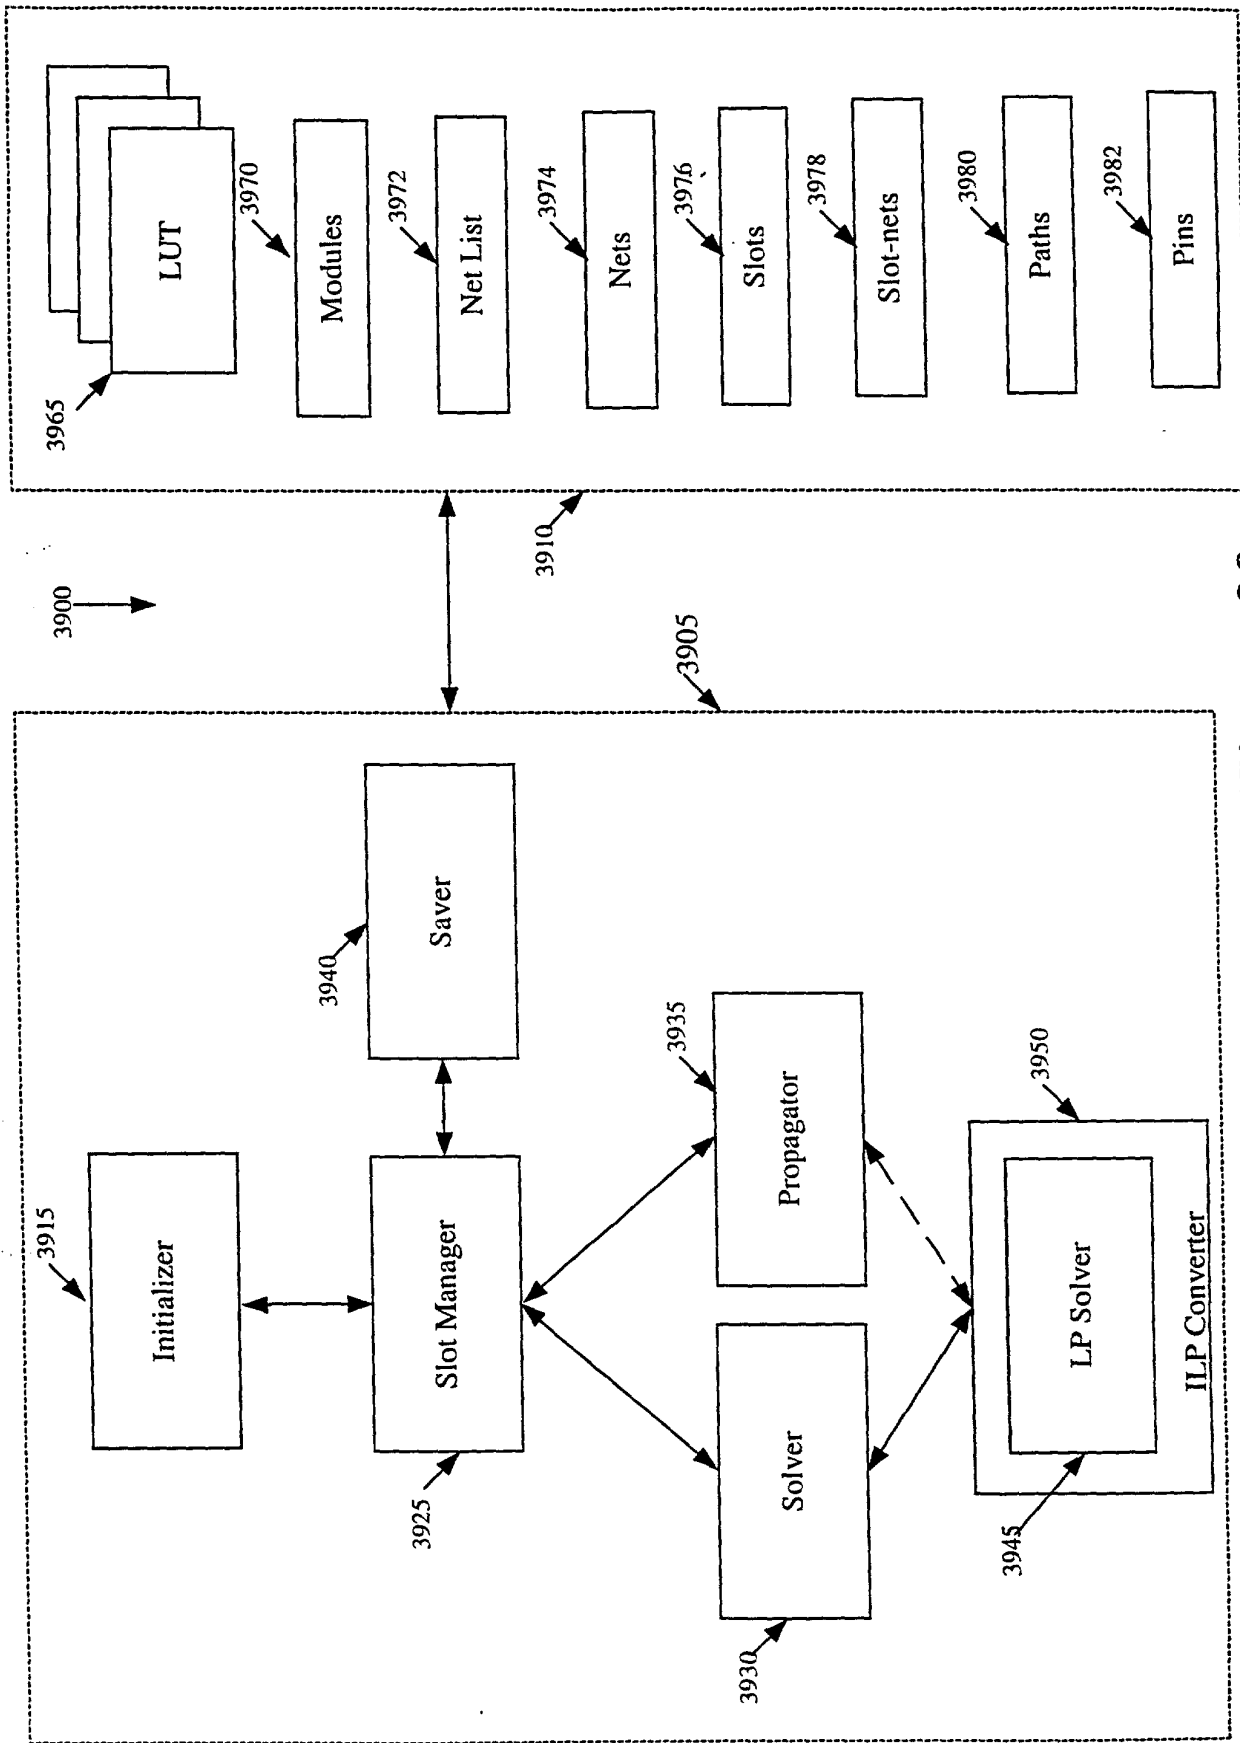 3900
3915
Initializer
3925
Slot Manager
3940
Saver
3930
Solver
3935
Propagator
3945
LP Solver
ILP Converter
3950
3905
3910
3965
LUT
3970
Modules
3972
Net List
3974
Nets
3976
Slots
3978
Slot-nets
3980
Paths
3982
Pins